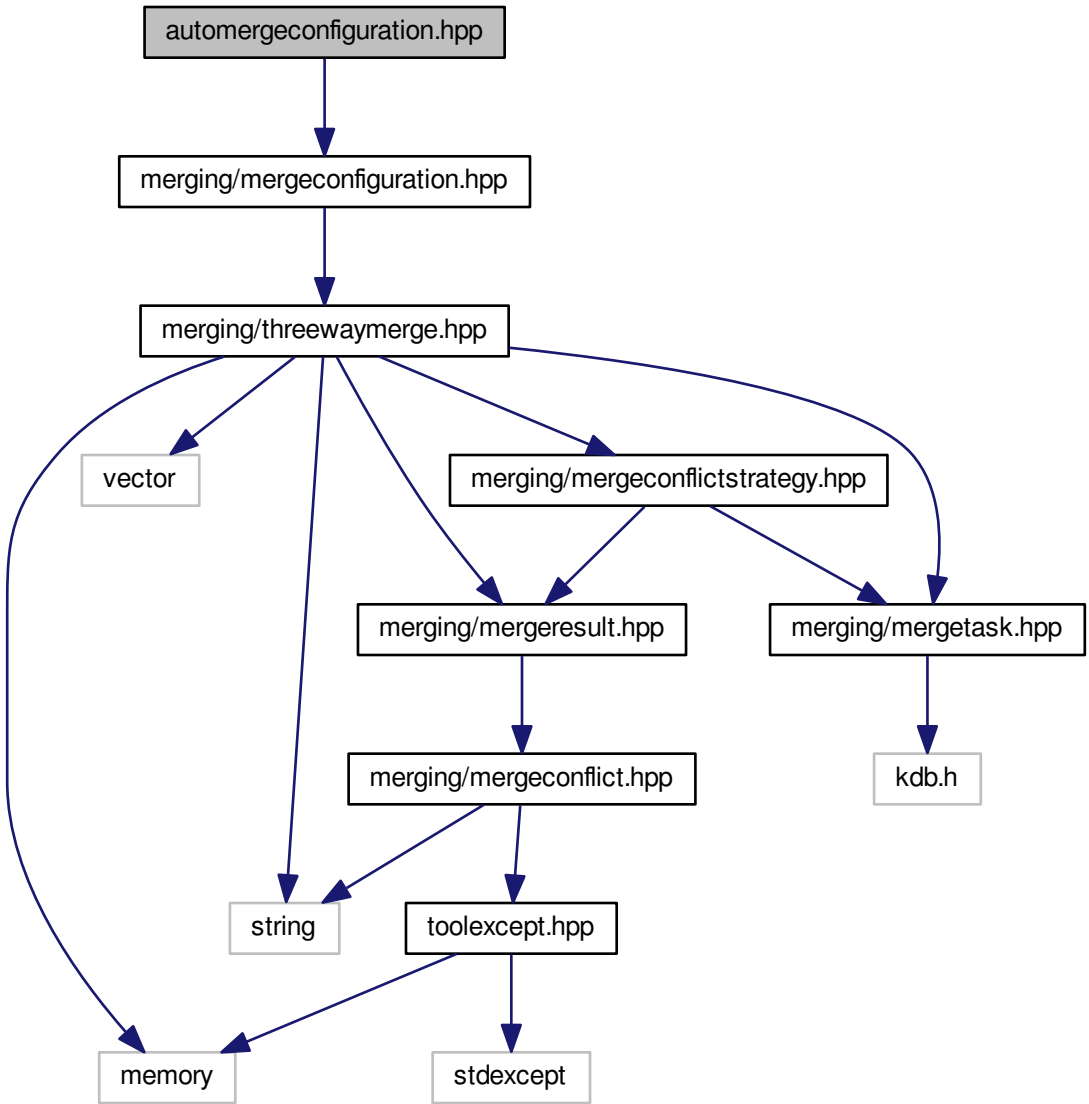 automergeconfiguration.hpp
merging/mergeconfiguration.hpp
merging/threewaymerge.hpp
vector
merging/mergeconflictstrategy.hpp
merging/mergeresult.hpp
merging/mergetask.hpp
merging/mergeconflict.hpp
kdb.h
string
toolexcept.hpp
memory
stdexcept